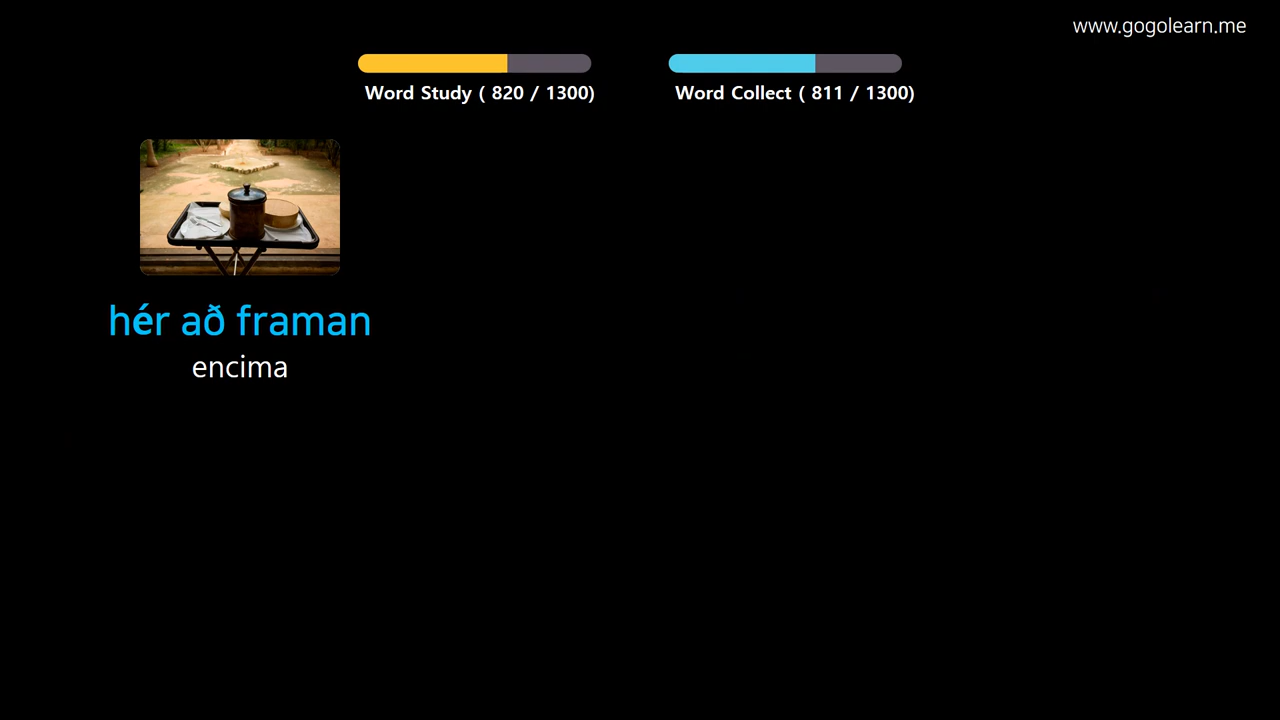 www.gogolearn.me
Word Study ( 820 / 1300)
Word Collect ( 811 / 1300)
hér að framan
encima